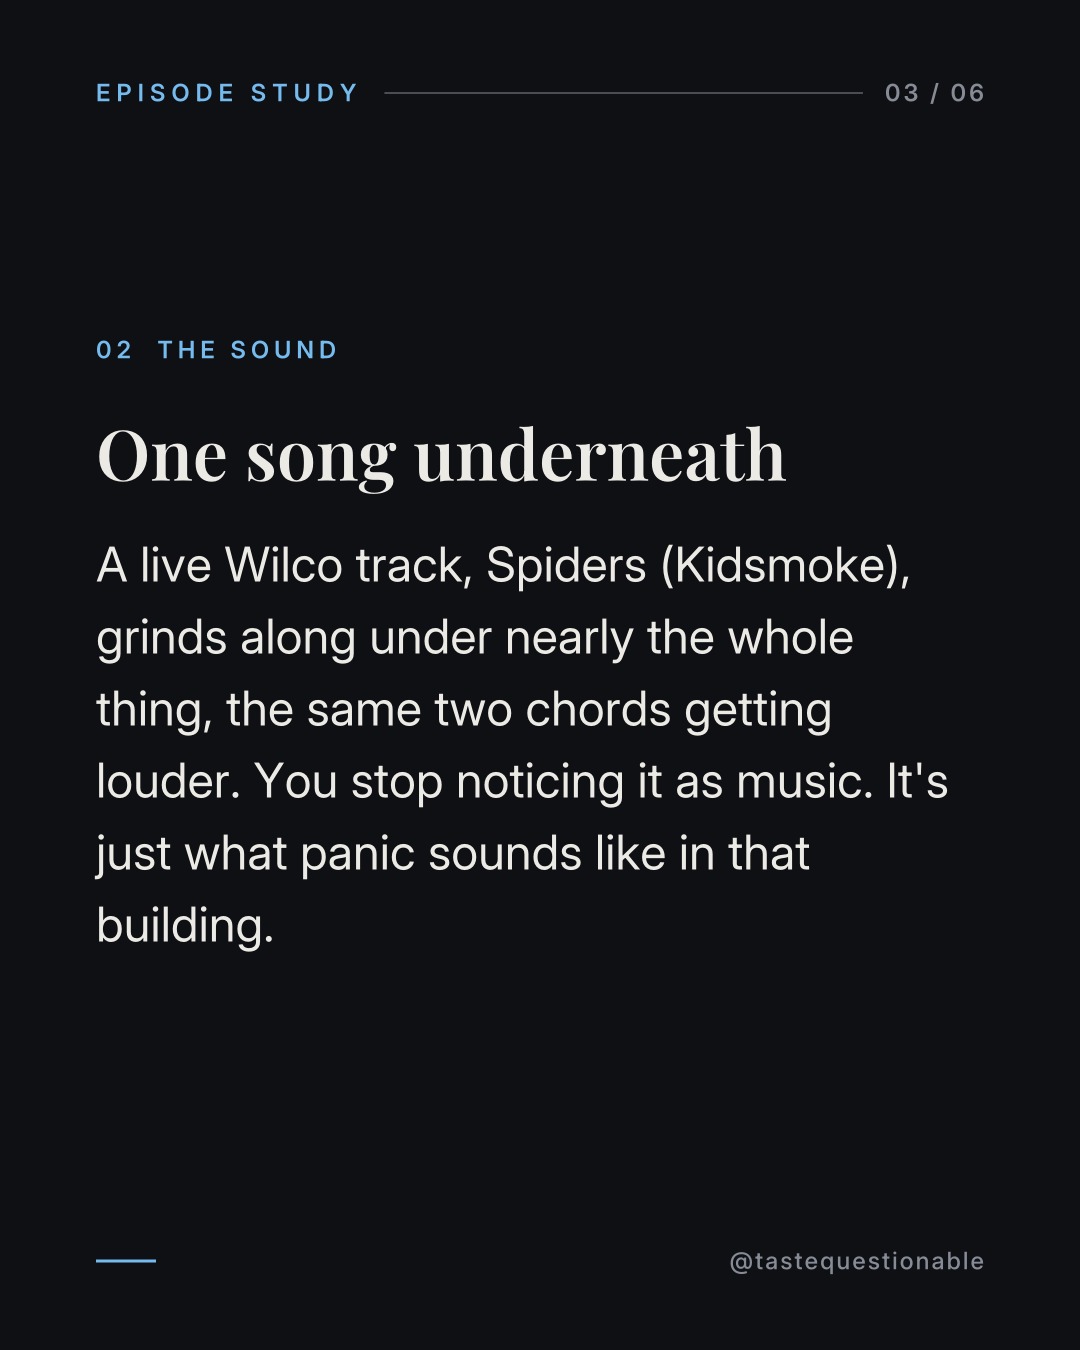 EPISODE STUDY 03 / 06
02 THE SOUND
One song underneath
A live Wilco track, Spiders (Kidsmoke),
grinds along under nearly the whole
thing, the same two chords getting
louder. You stop noticing it as music. It's
just what panic sounds like in that
building.
@tastequestionable